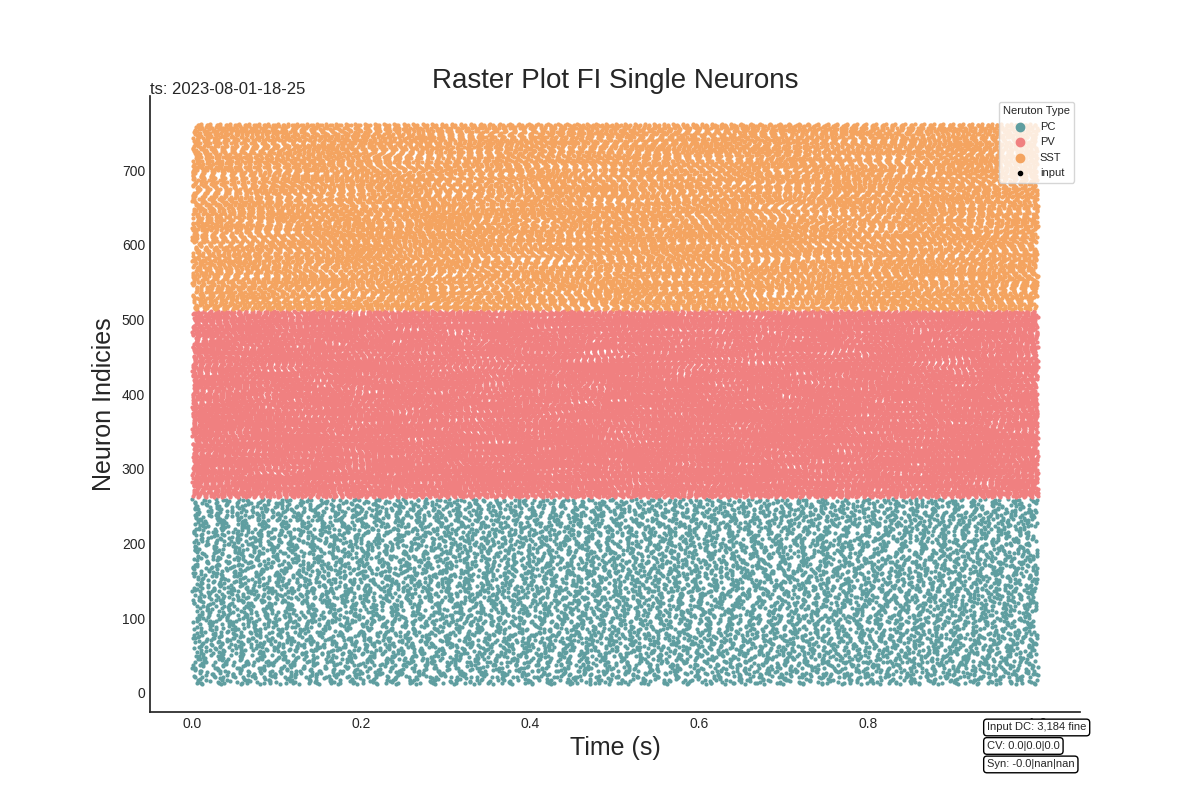 Raster Plot FI Single Neurons
ts: 2023-08-01-18-25
Neruton Type
PC
PV
SST
input
Neuron Indicies
700
600
500
400
300
200
100
0
0.0 0.2 0.4 0.6 0.8
Time (s)
Input DC: 3,184 fine
CV: 0.0|0.0|0.0
Syn: -0.0|nan|nan